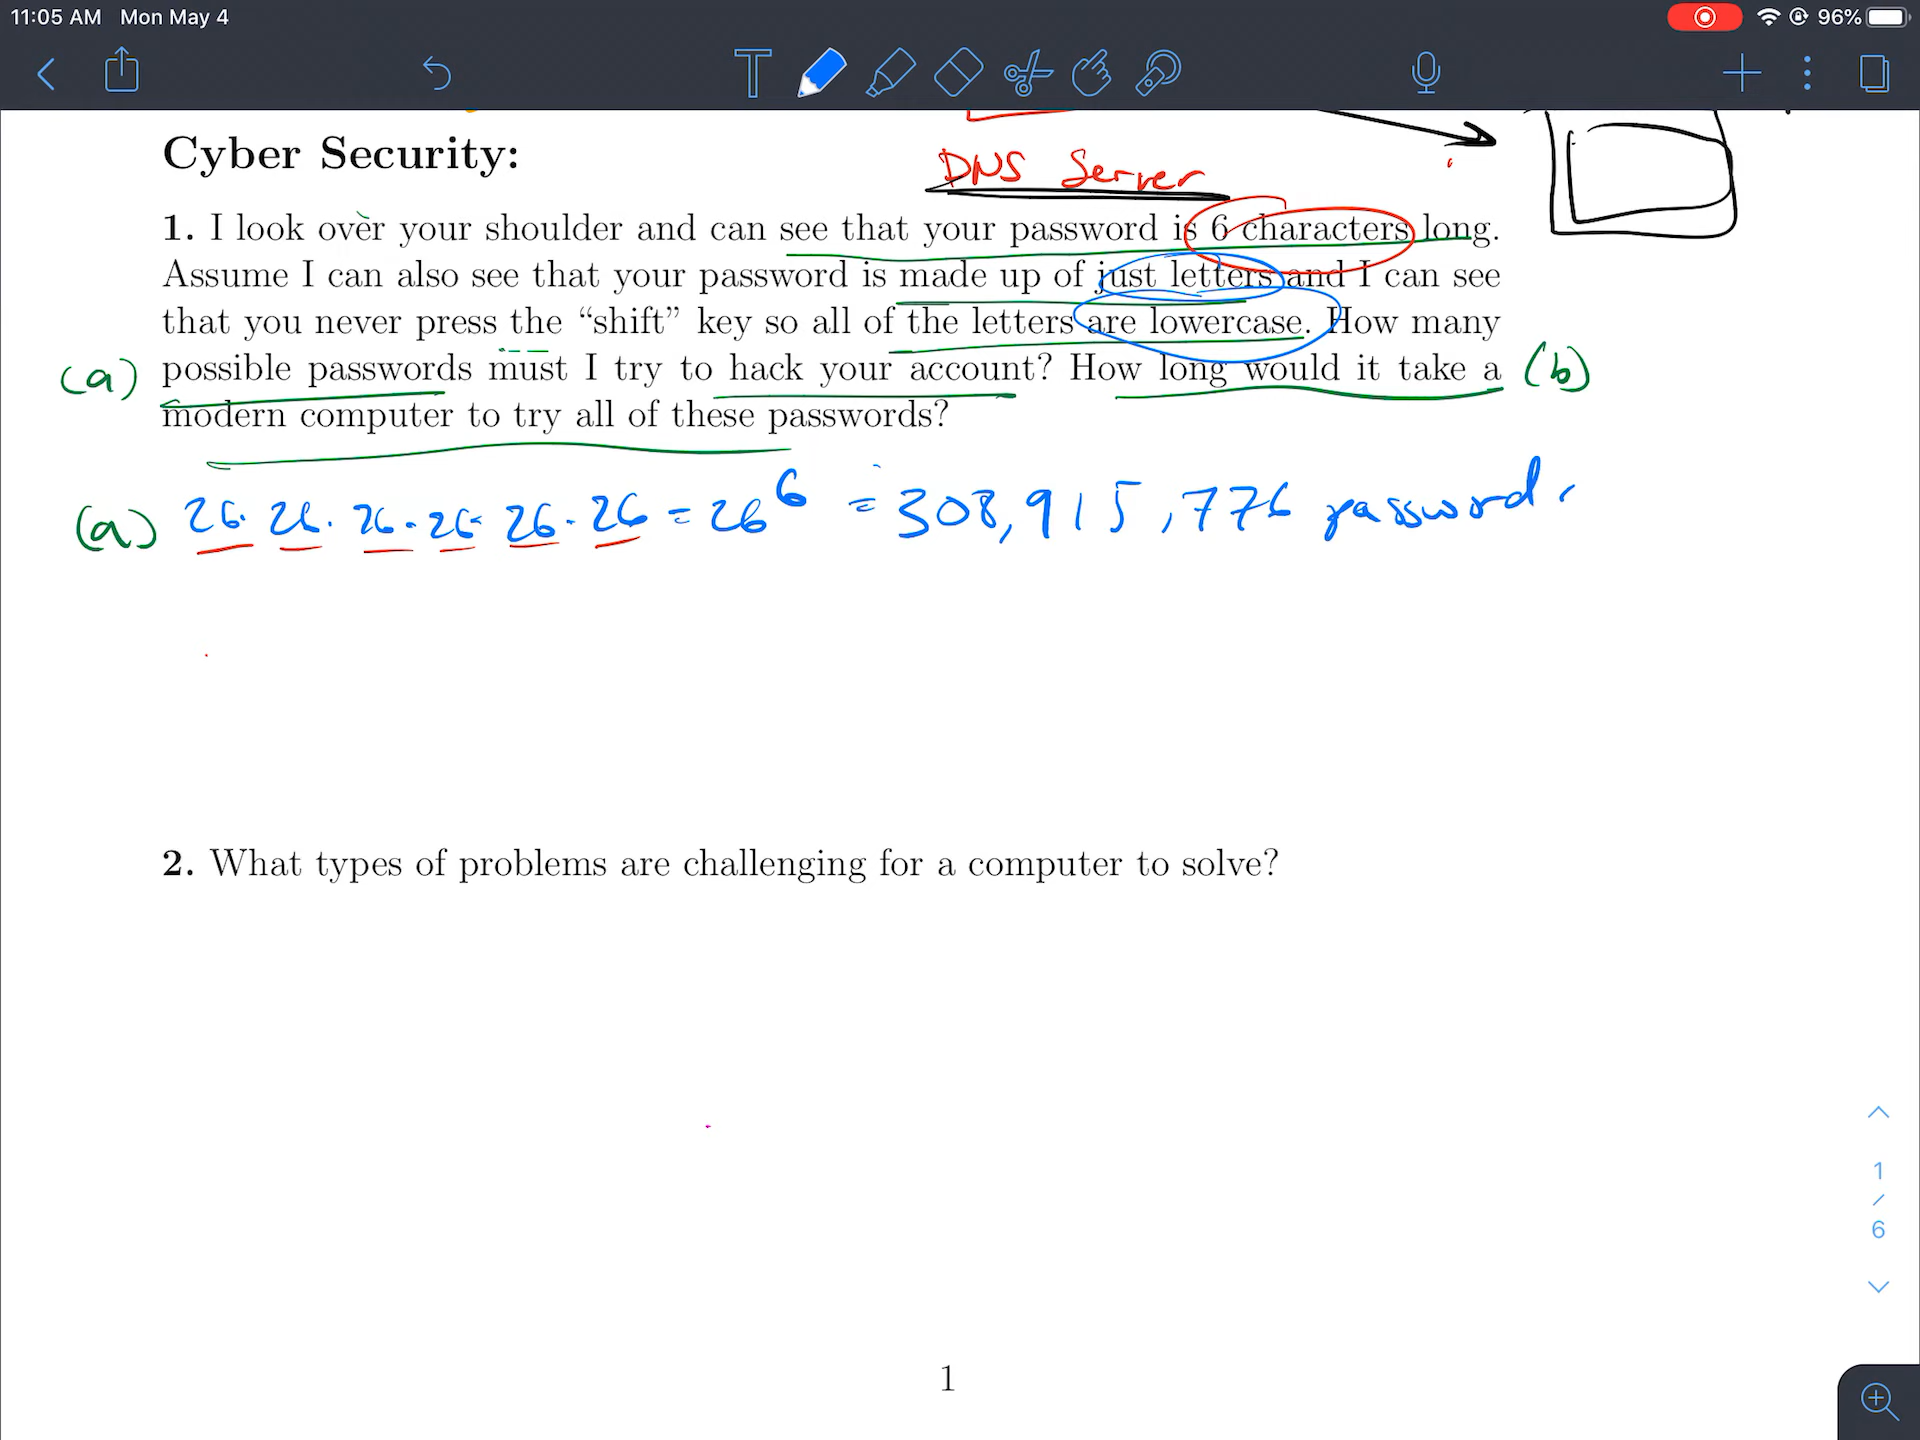 11:05 AM Mon May 4
96%
T
Cyber Security:
DNS Server
1. I look over your shoulder and can see that your password is 6 characters long.
Assume I can also see that your password is made up of just letters and I can see
that you never press the “shift” key so all of the letters are lowercase. How many
(a) possible passwords must I try to hack your account? How long would it take a (b)
modern computer to try all of these passwords?
(a) 26 · 26 · 26 · 26 · 26 · 26 = 26⁶ = 308,915,776 password
2. What types of problems are challenging for a computer to solve?
1
/
6
1